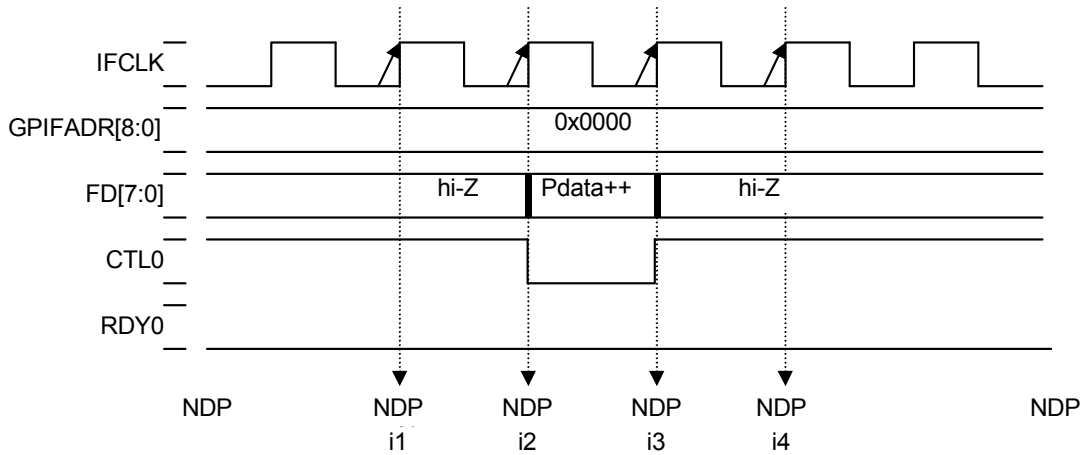 IFCLK
GPIFADR[8:0]
0x0000
FD[7:0]
hi-Z Pdata++ hi-Z
CTL0
RDY0
NDP NDP NDP NDP NDP NDP
i1 i2 i3 i4